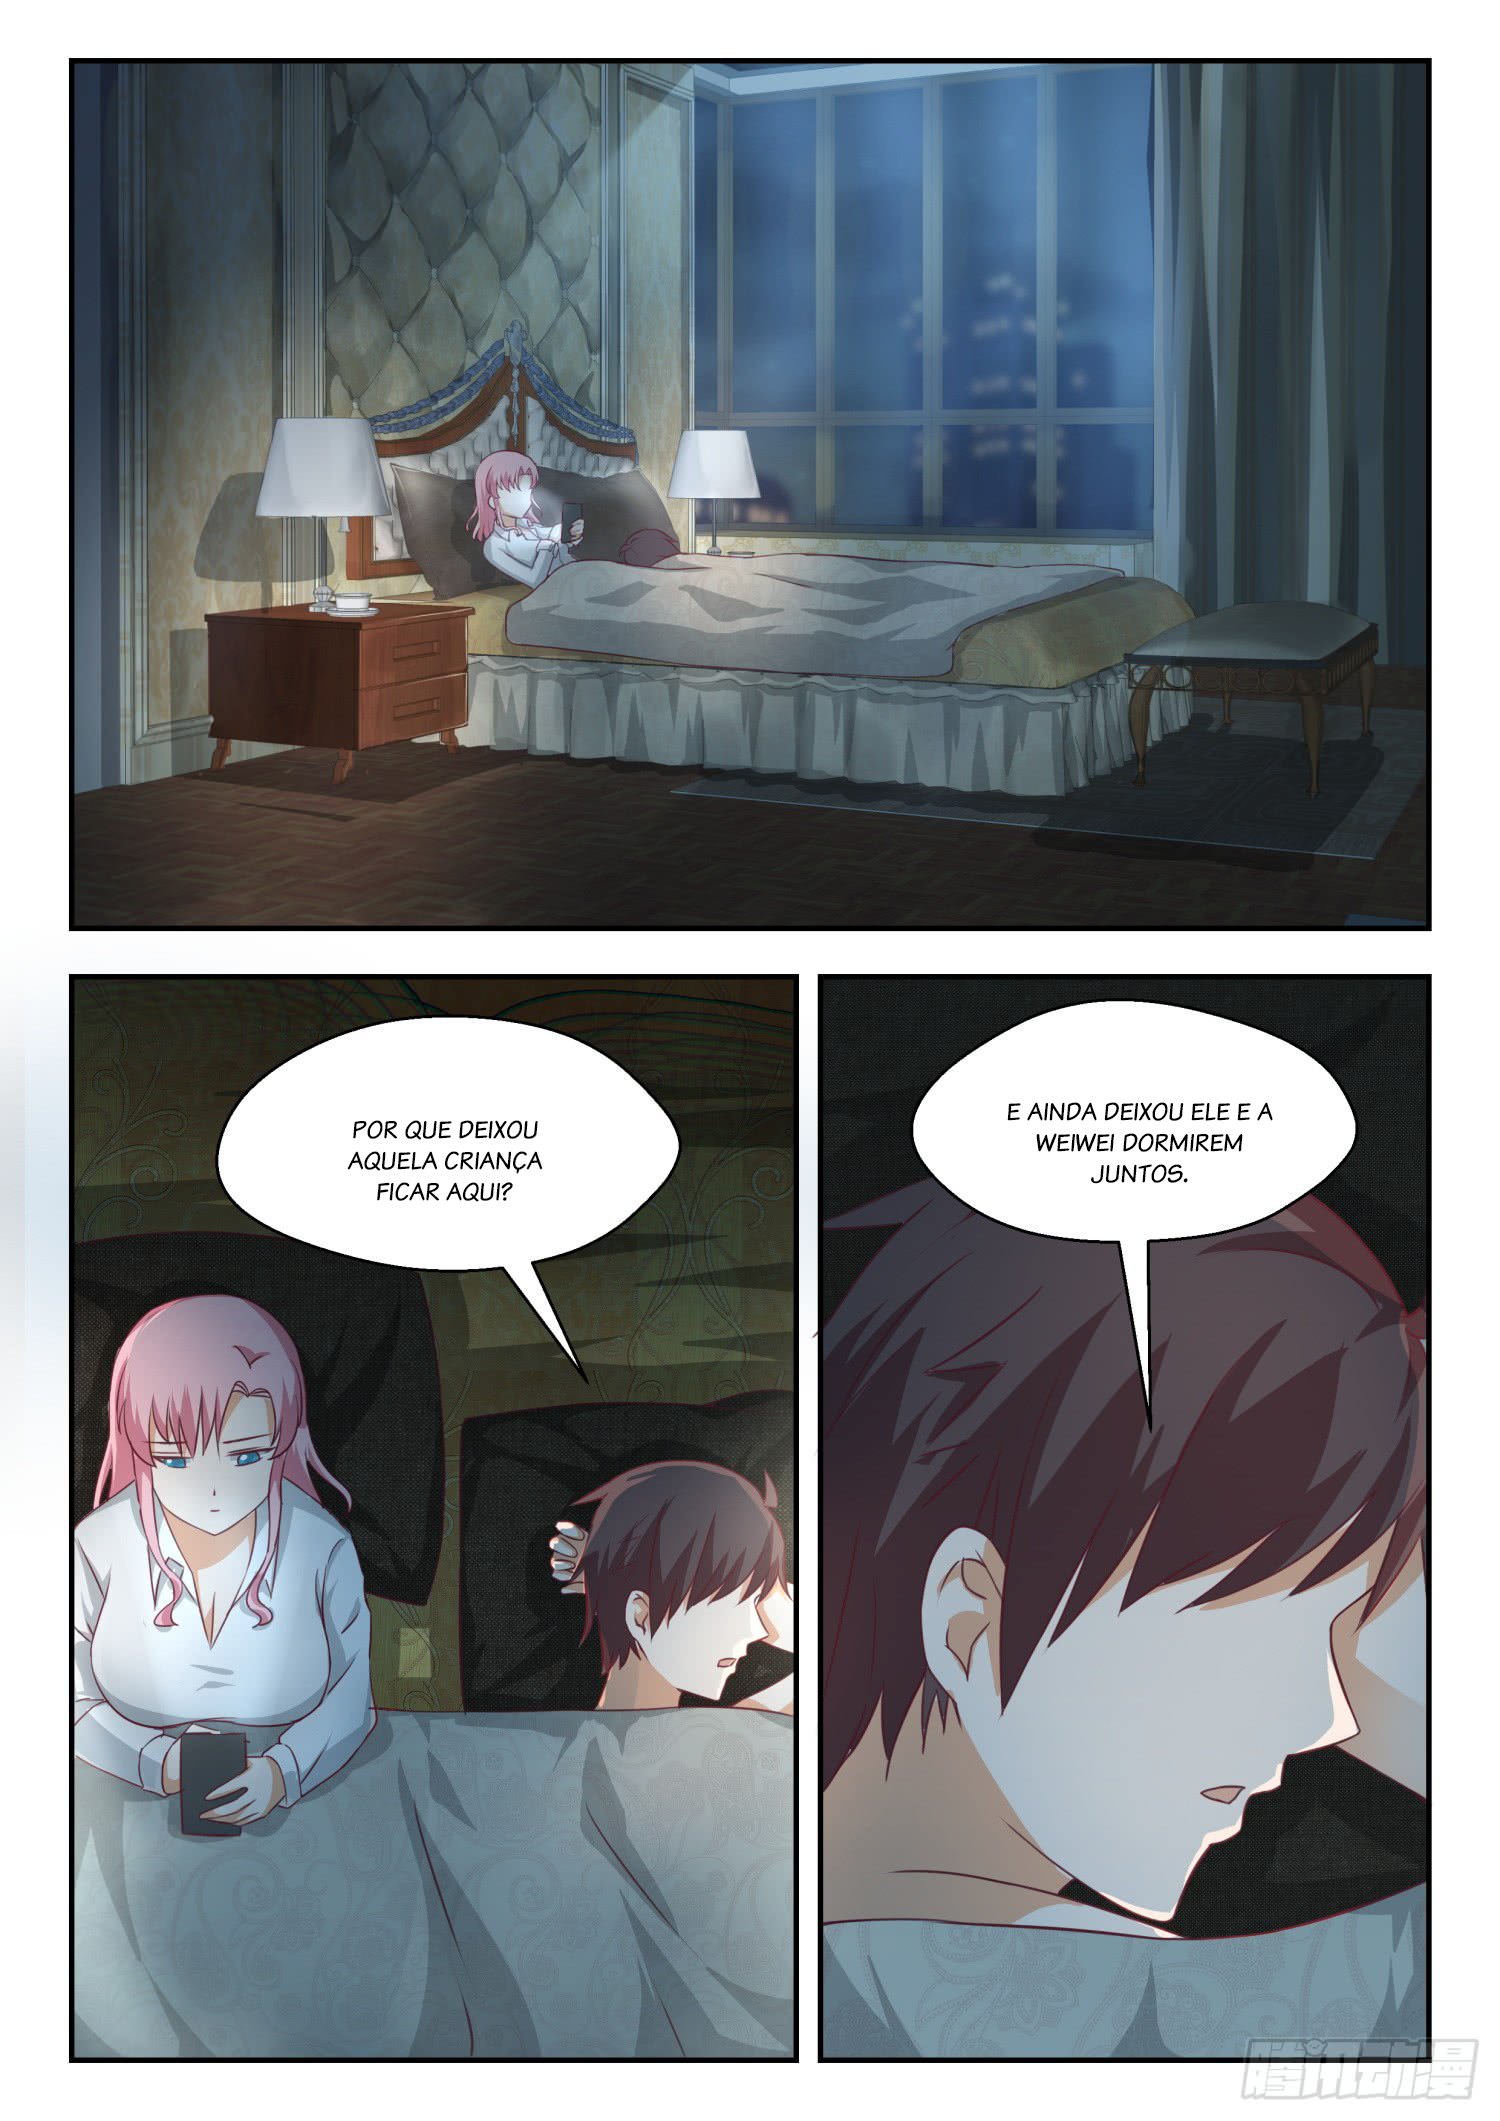 POR QUE DEIXOU
AQUELA CRIANÇA
FICAR AQUI?
E AINDA DEIXOU ELE E A
WEIWEI DORMIREM
JUNTOS.
腾讯动漫